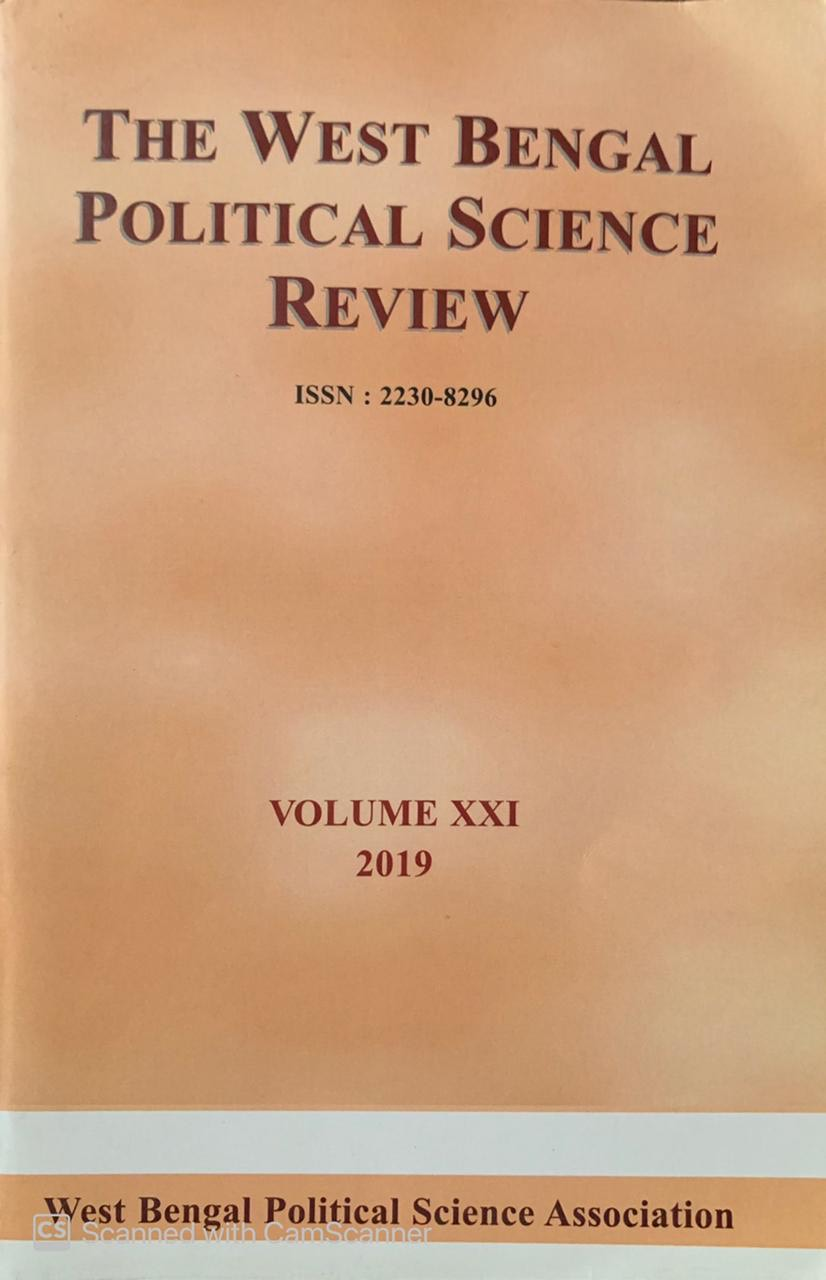 THE WEST BENGAL
POLITICAL SCIENCE
REVIEW
ISSN : 2230-8296
VOLUME XXI
2019
West Bengal Political Science Association
CS Scanned with CamScanner